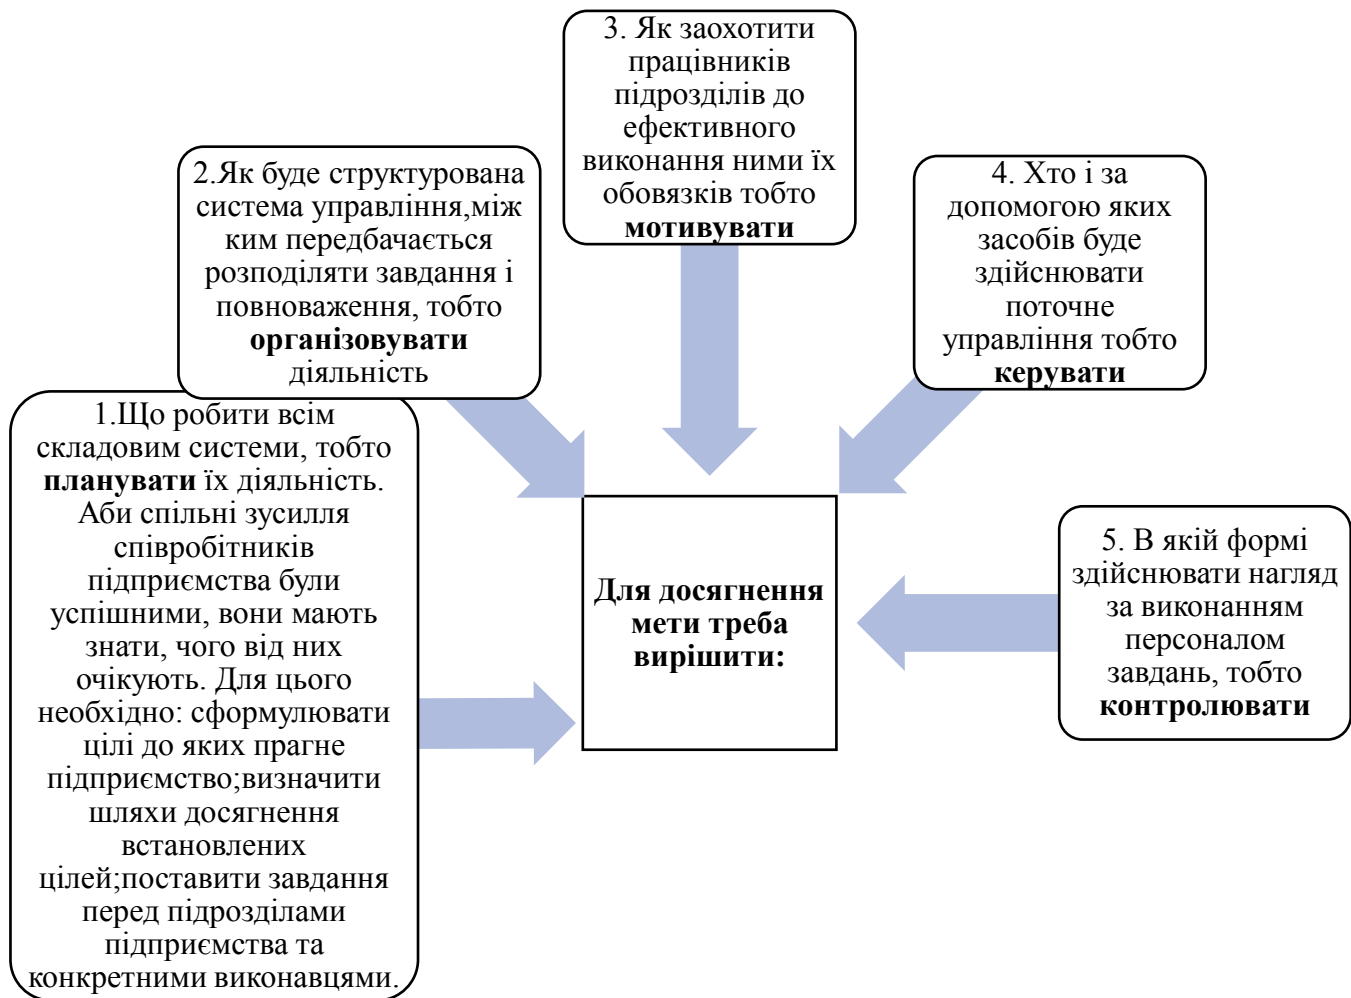 1.Що робити всім
складовим системи, тобто
планувати їх діяльність.
Аби спільні зусилля
співробітників
підприємства були
успішними, вони мають
знати, чого від них
очікують. Для цього
необхідно: сформулювати
цілі до яких прагне
підприємство;визначити
шляхи досягнення
встановлених
цілей;поставити завдання
перед підрозділами
підприємства та
конкретними виконавцями.
2.Як буде структурована
система управління,між
ким передбачається
розподіляти завдання і
повноваження, тобто
організовувати
діяльність
3. Як заохотити
працівників
підрозділів до
ефективного
виконання ними їх
обовязків тобто
мотивувати
4. Хто і за
допомогою яких
засобів буде
здійснювати
поточне
управління тобто
керувати
5. В якій формі
здійснювати нагляд
за виконанням
персоналом
завдань, тобто
контролювати
Для досягнення
мети треба
вирішити: